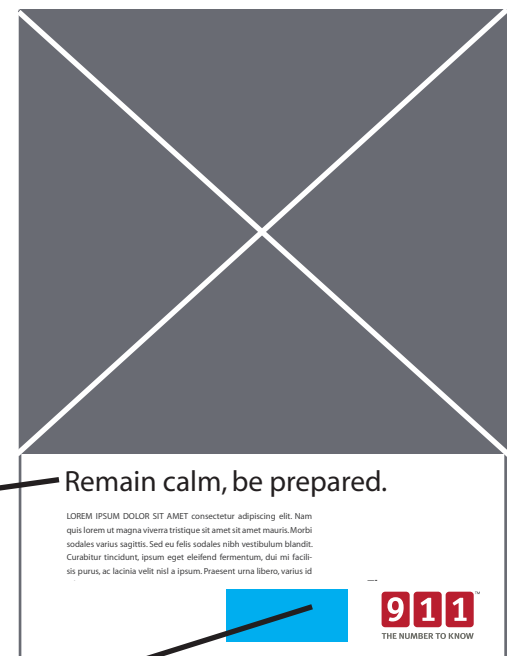 Remain calm, be prepared.
LOREM IPSUM DOLOR SIT AMET consectetur adipiscing elit. Nam
quis lorem ut magna viverra tristique sit amet sit amet mauris. Morbi
sodales varius sagittis. Sed eu felis sodales nibh vestibulum blandit.
Curabitur tincidunt, ipsum eget eleifend fermentum, dui mi facili-
sis purus, ac lacinia velit nisl a ipsum. Praesent urna libero, varius id
911™
THE NUMBER TO KNOW